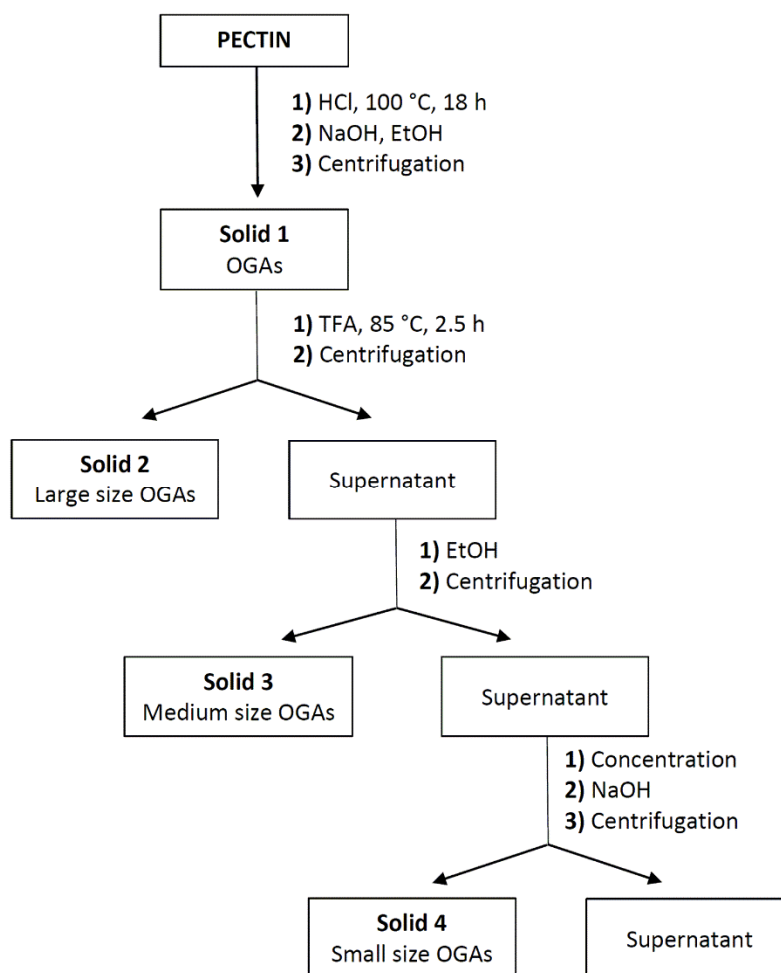 PECTIN
1) HCl, 100 °C, 18 h
2) NaOH, EtOH
3) Centrifugation
Solid 1
OGAs
1) TFA, 85 °C, 2.5 h
2) Centrifugation
Solid 2
Large size OGAs
Supernatant
1) EtOH
2) Centrifugation
Solid 3
Medium size OGAs
Supernatant
1) Concentration
2) NaOH
3) Centrifugation
Solid 4
Small size OGAs
Supernatant